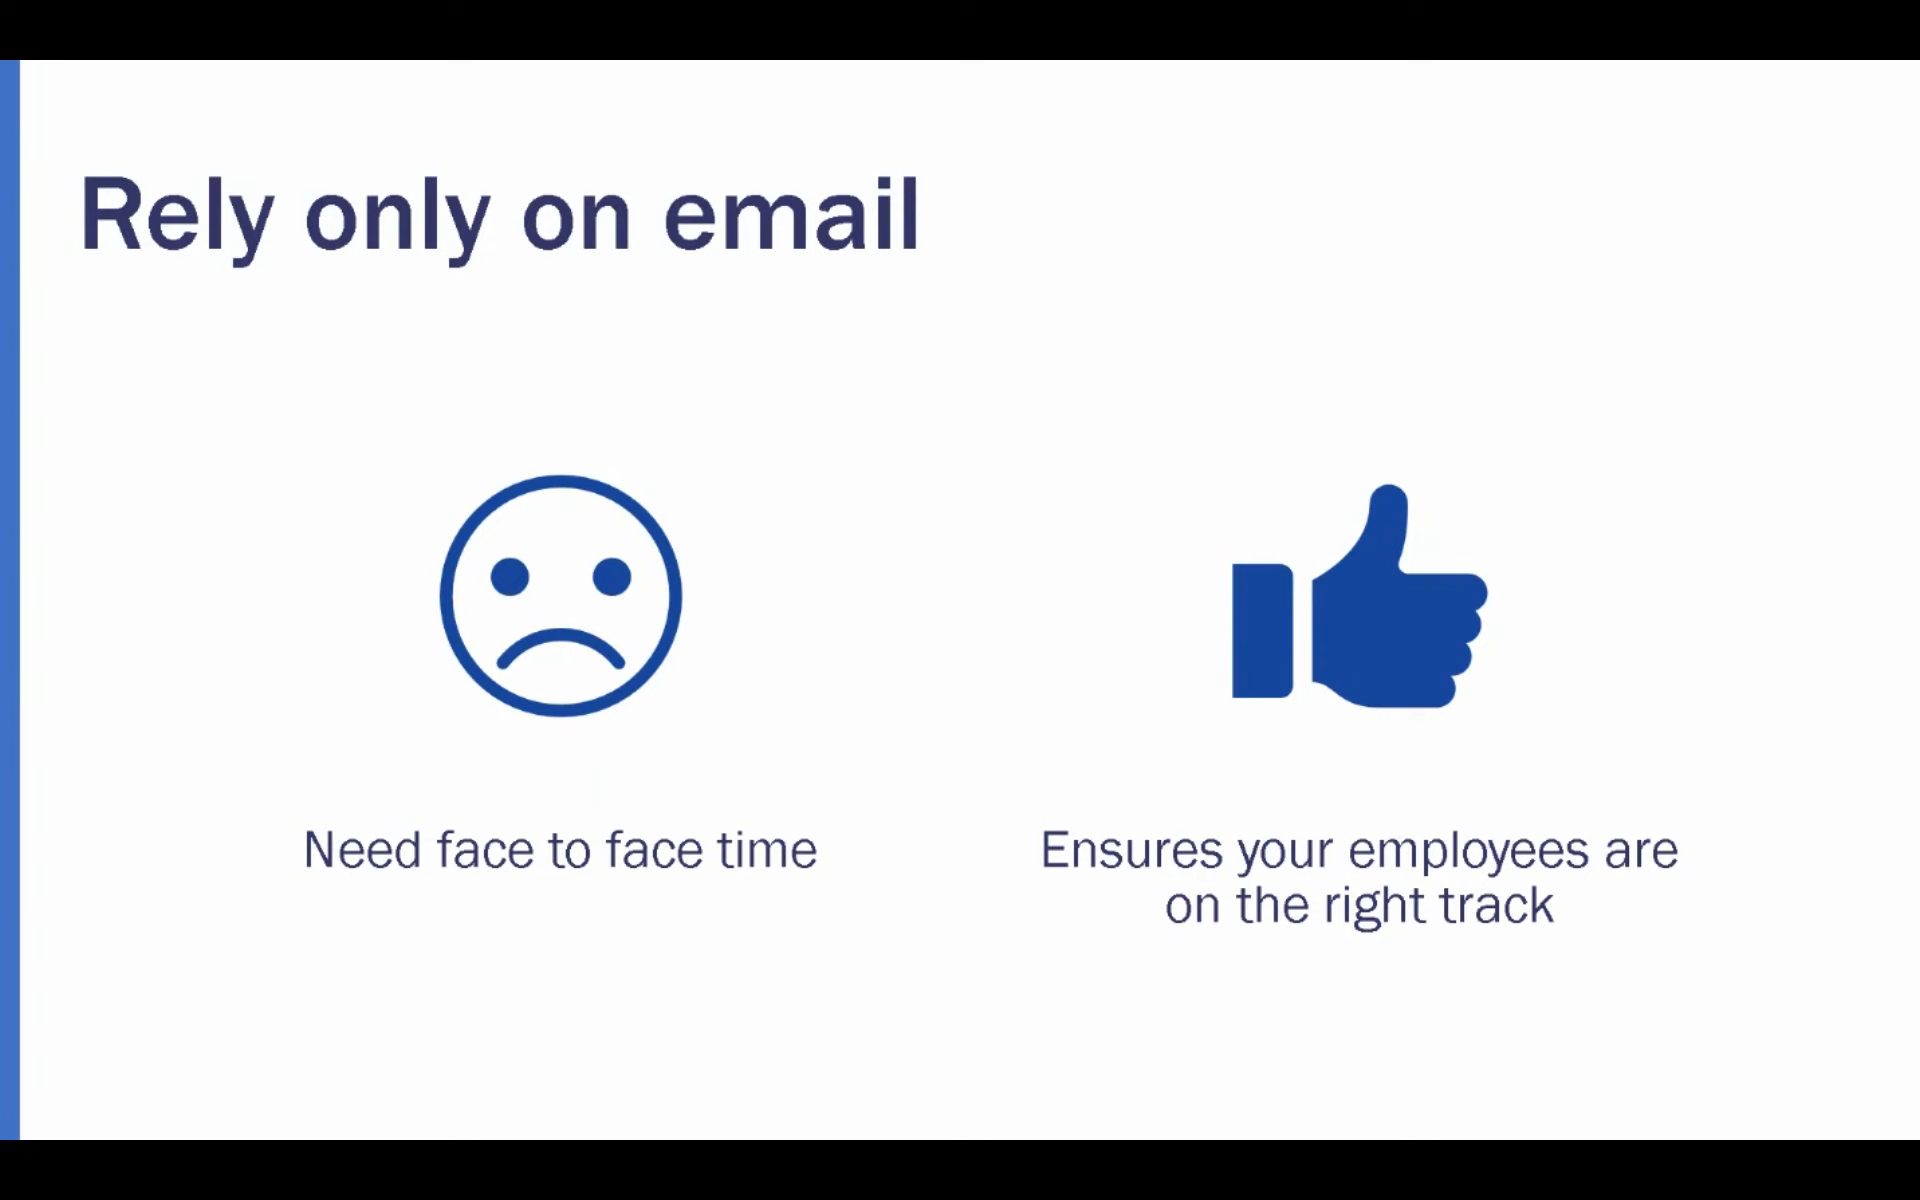 Rely only on email
Need face to face time
Ensures your employees are
on the right track